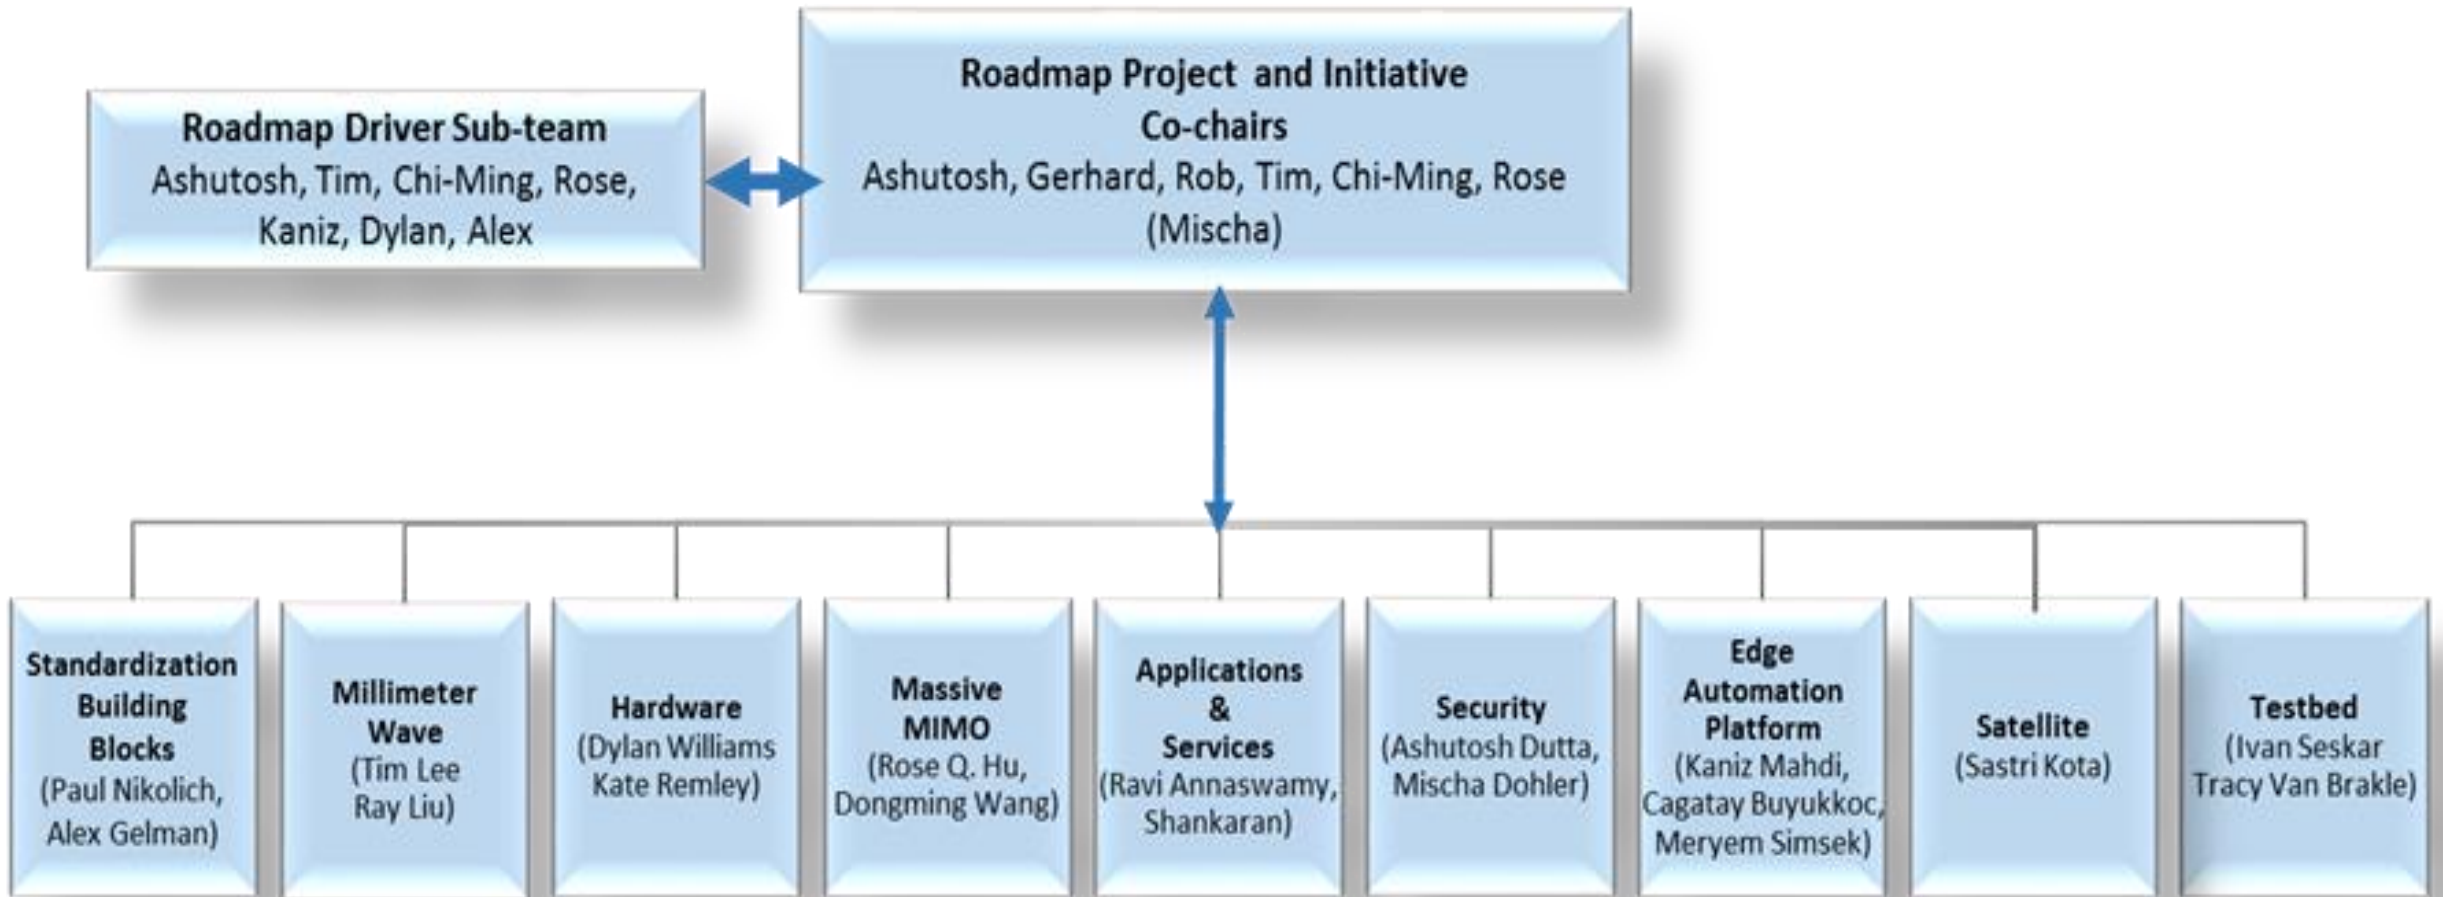 Roadmap Project and Initiative
Co-chairs
Ashutosh, Gerhard, Rob, Tim, Chi-Ming, Rose
(Mischa)
Roadmap Driver Sub-team
Ashutosh, Tim, Chi-Ming, Rose,
Kaniz, Dylan, Alex
Standardization
Building
Blocks
(Paul Nikolich,
Alex Gelman)
Millimeter
Wave
(Tim Lee
Ray Liu)
Hardware
(Dylan Williams
Kate Remley)
Massive
MIMO
(Rose Q. Hu,
Dongming Wang)
Applications
&
Services
(Ravi Annaswamy,
Shankaran)
Security
(Ashutosh Dutta,
Mischa Dohler)
Edge
Automation
Platform
(Kaniz Mahdi,
Cagatay Buyukkoc,
Meryem Simsek)
Satellite
(Sastri Kota)
Testbed
(Ivan Seskar
Tracy Van Brakle)